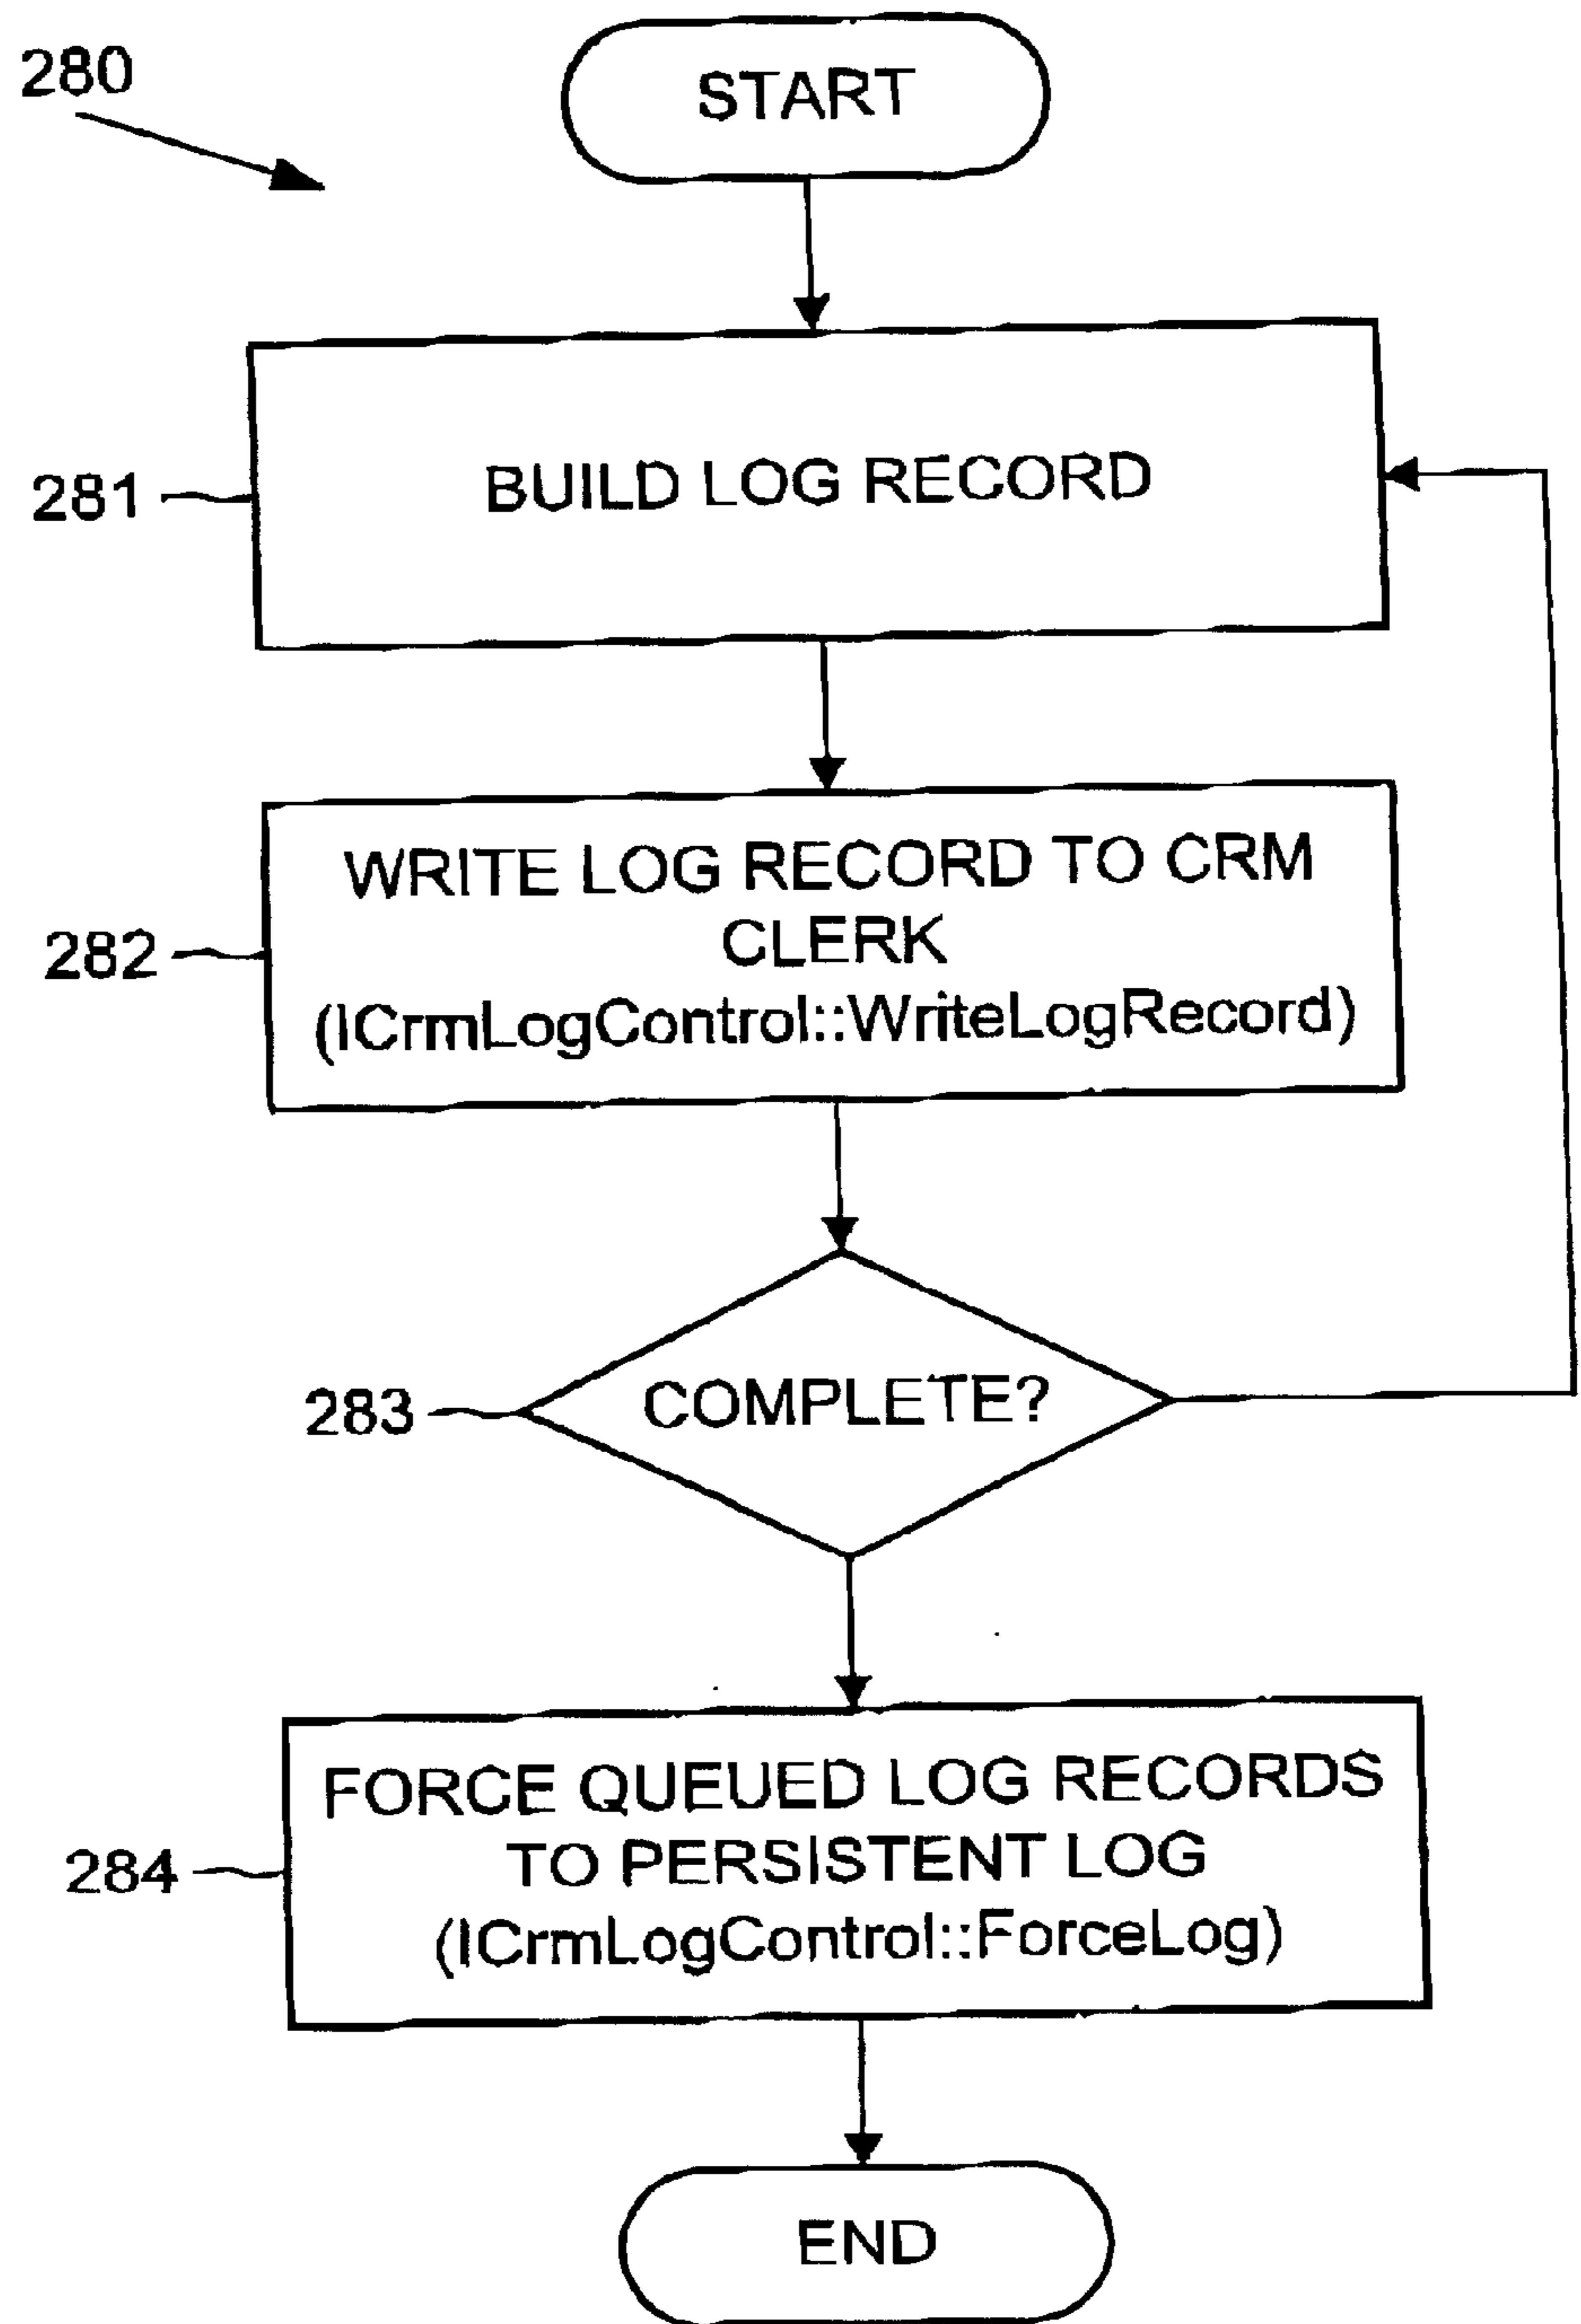 280
START
281
BUILD LOG RECORD
282
WRITE LOG RECORD TO CRM
CLERK
(ICrmLogControl::WriteLogRecord)
283
COMPLETE?
284
FORCE QUEUED LOG RECORDS
TO PERSISTENT LOG
(ICrmLogControl::ForceLog)
END